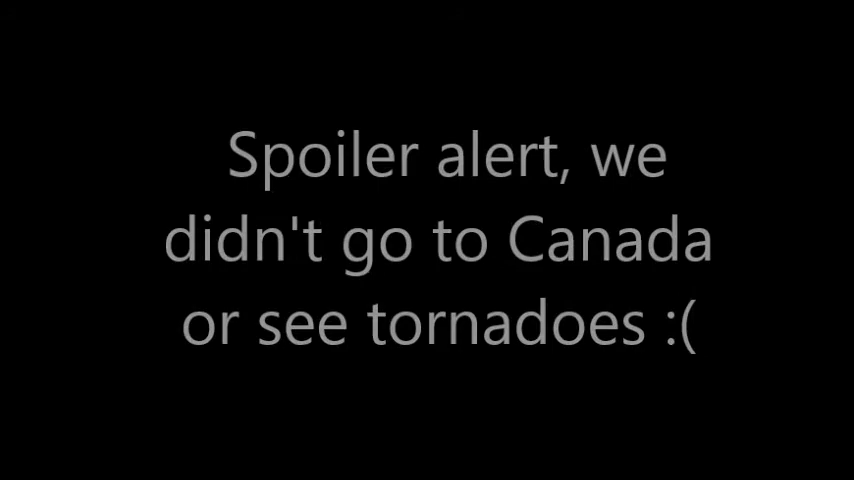 Spoiler alert, we
didn't go to Canada
or see tornadoes :(